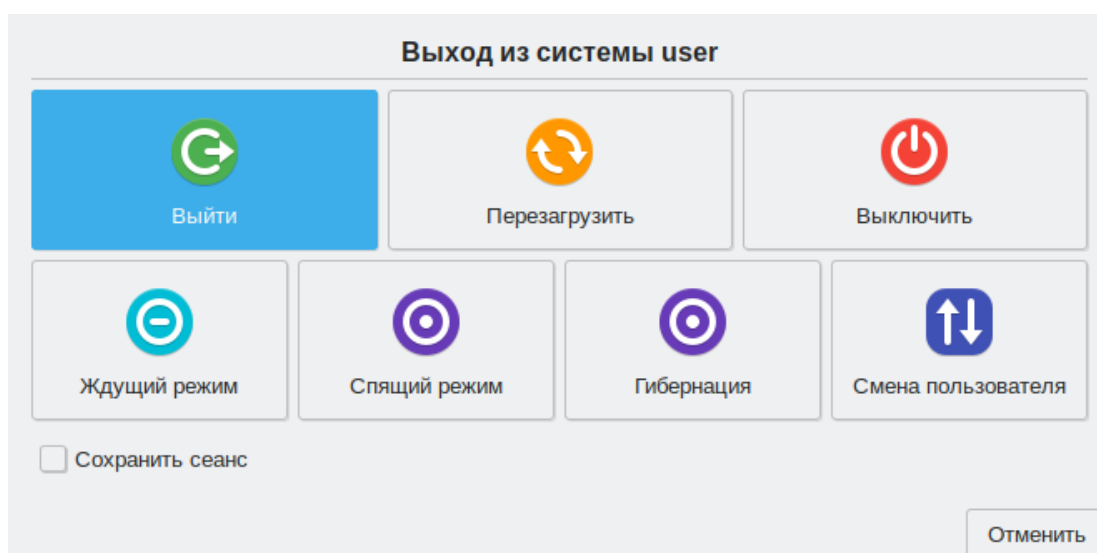 Выход из системы user
Выйти
Перезагрузить
Выключить
Ждущий режим
Спящий режим
Гибернация
Смена пользователя
Сохранить сеанс
Отменить